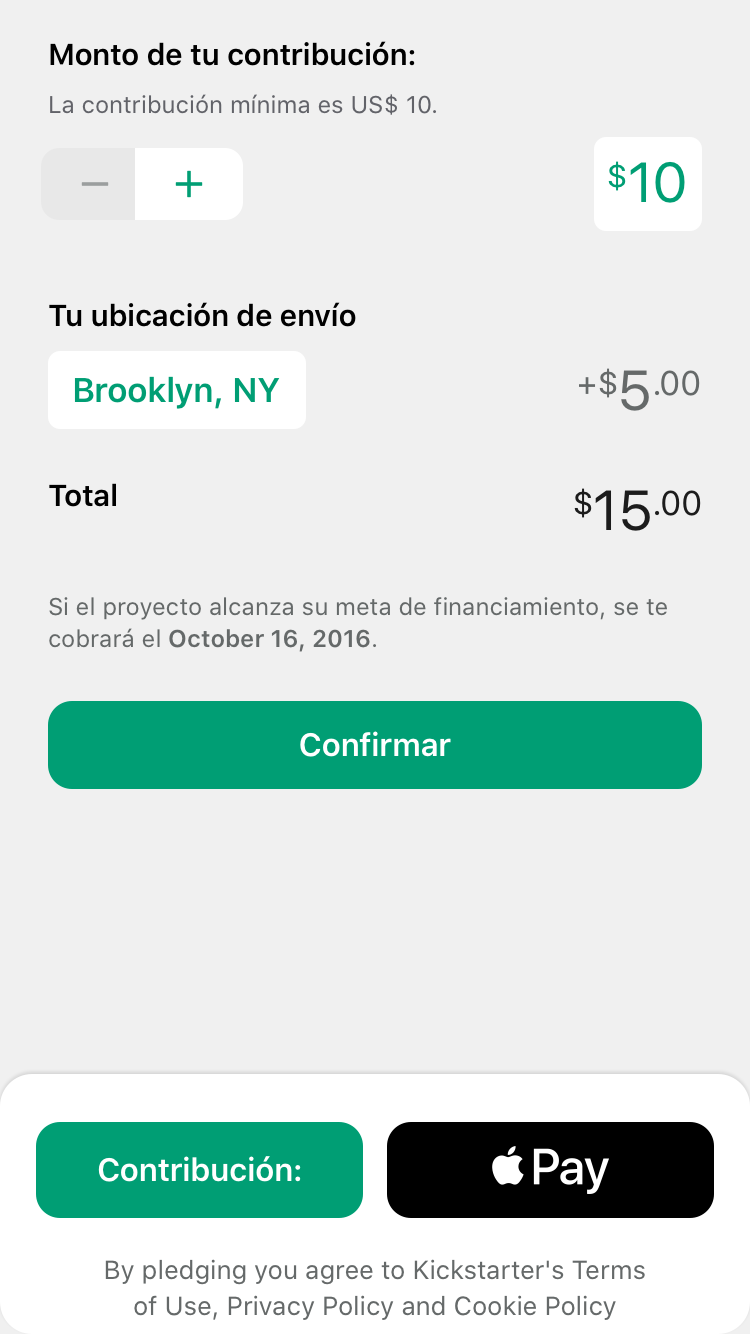 Monto de tu contribución:
La contribución mínima es US$ 10.
− +
$10
Tu ubicación de envío
Brooklyn, NY
+$5.00
Total
$15.00
Si el proyecto alcanza su meta de financiamiento, se te
cobrará el October 16, 2016.
Confirmar
Contribución:
Pay
By pledging you agree to Kickstarter's Terms
of Use, Privacy Policy and Cookie Policy